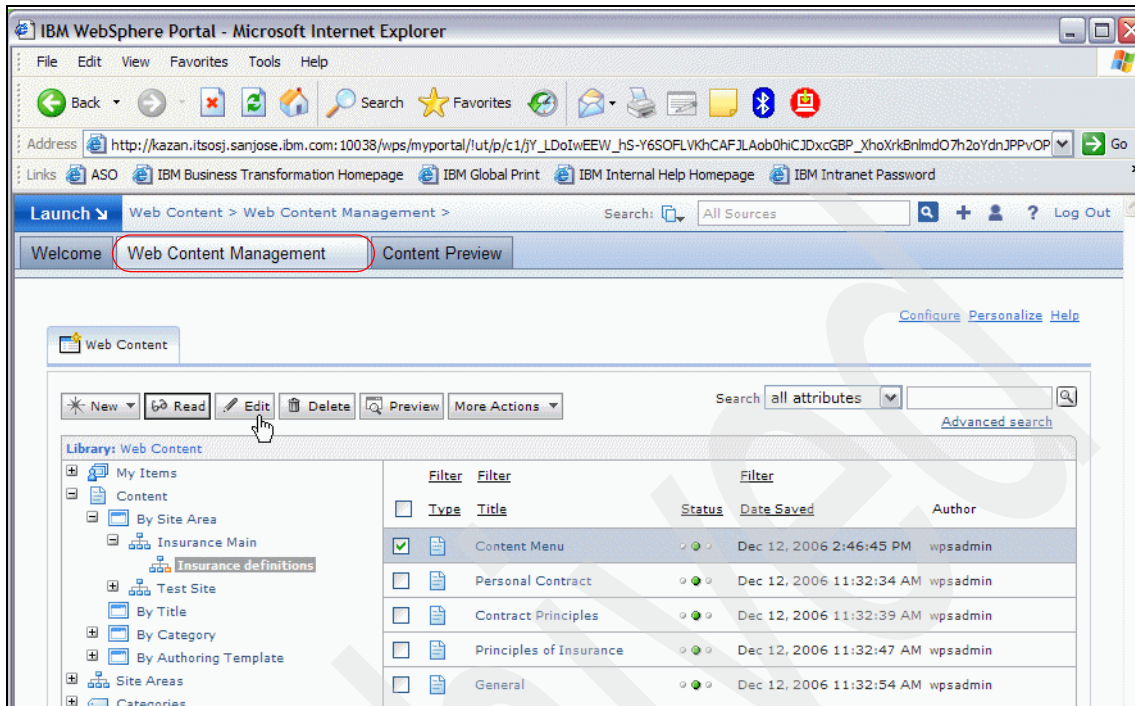 IBM WebSphere Portal - Microsoft Internet Explorer
File Edit View Favorites Tools Help
Back Search Favorites
Address http://kazan.itsosj.sanjose.ibm.com:10038/wps/myportal/!ut/p/c1/jY_LDoIwEEW_hS-Y6SOFLVKhCAFJLAob0hiCJDxcGBP_XhoXrkBnlmdO7h2oYdnJPPvOP Go
Links ASO IBM Business Transformation Homepage IBM Global Print IBM Internal Help Homepage IBM Intranet Password
Launch Web Content > Web Content Management > Search: All Sources ? Log Out
Welcome Web Content Management Content Preview
Configure Personalize Help
Web Content
New Read Edit Delete Preview More Actions Search all attributes
Advanced search
Library: Web Content
My Items Filter Filter Filter
Content Type Title Status Date Saved Author
By Site Area
Insurance Main Content Menu Dec 12, 2006 2:46:45 PM wpsadmin
Insurance definitions
Test Site Personal Contract Dec 12, 2006 11:32:34 AM wpsadmin
By Title Contract Principles Dec 12, 2006 11:32:39 AM wpsadmin
By Category
By Authoring Template Principles of Insurance Dec 12, 2006 11:32:47 AM wpsadmin
Site Areas General Dec 12, 2006 11:32:54 AM wpsadmin
Categories